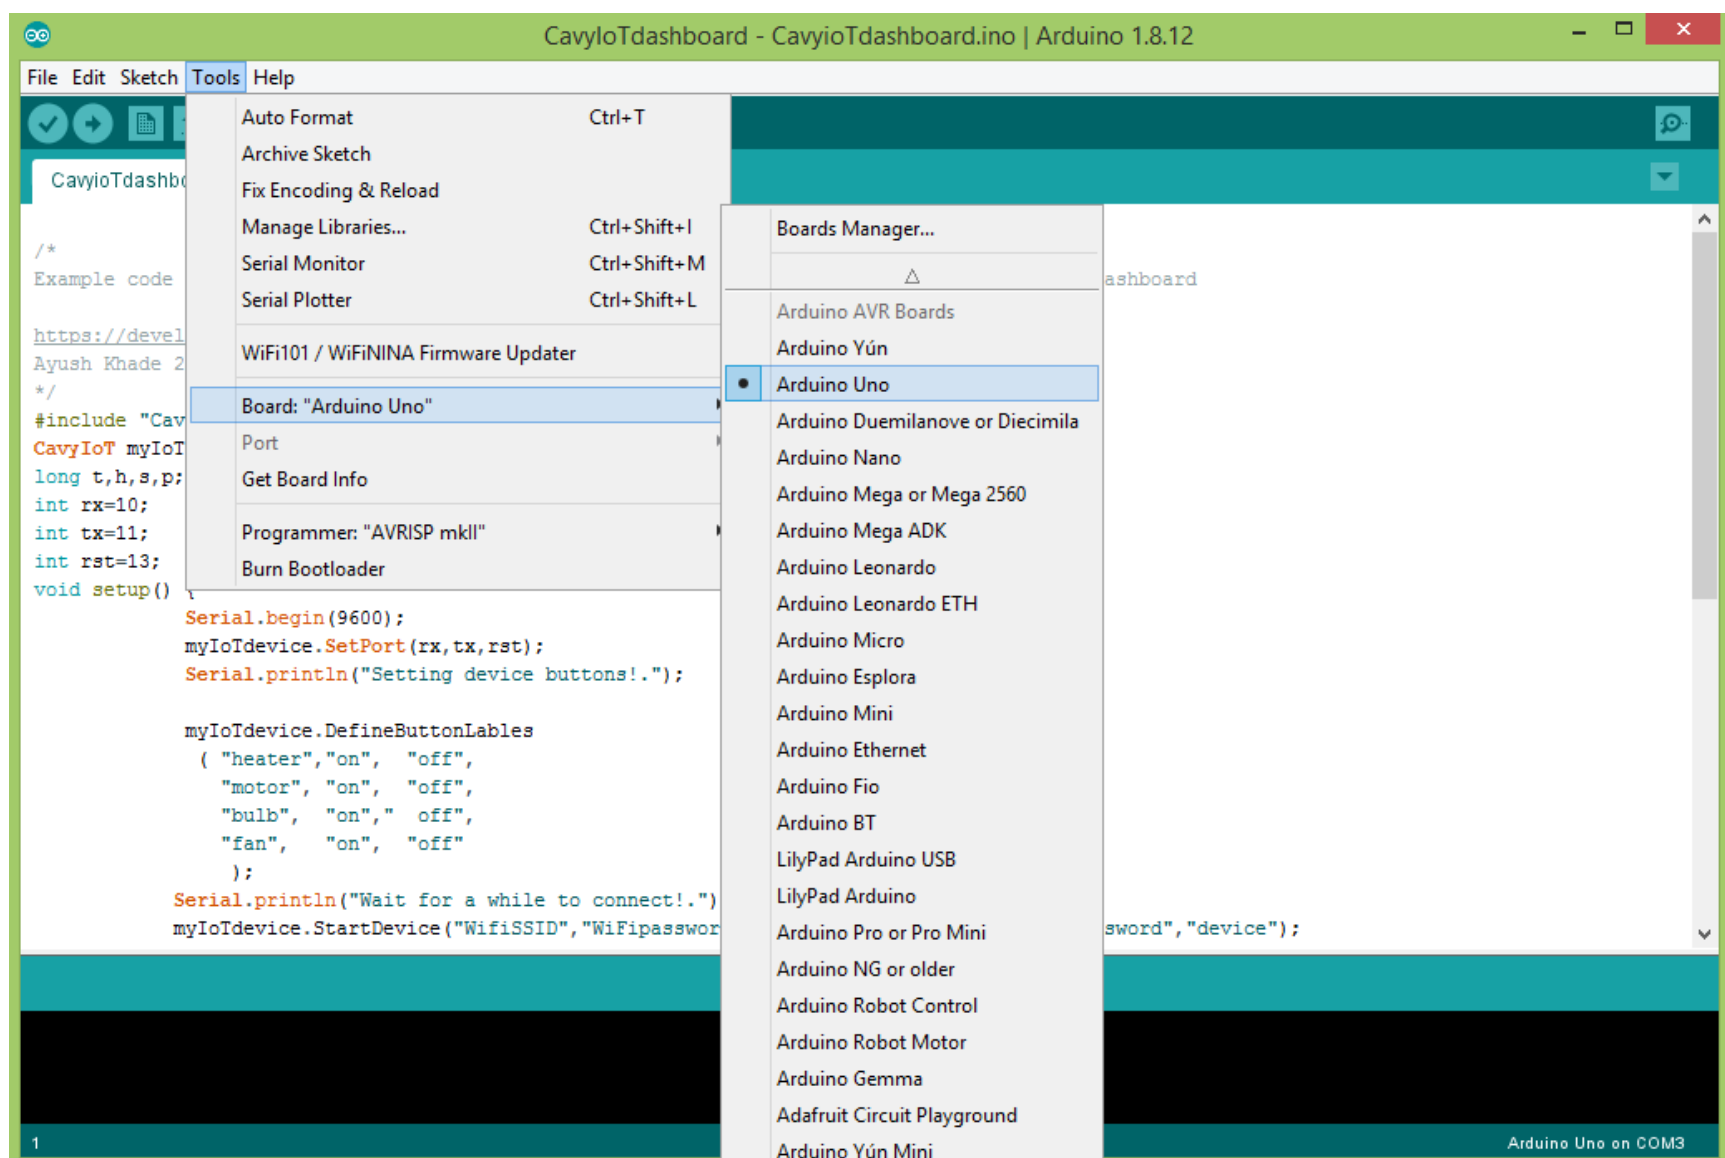 CavyIoTdashboard - CavyioTdashboard.ino | Arduino 1.8.12
File Edit Sketch Tools Help
Auto Format Ctrl+T
Archive Sketch
Fix Encoding & Reload
Manage Libraries... Ctrl+Shift+I
Serial Monitor Ctrl+Shift+M
Serial Plotter Ctrl+Shift+L
WiFi101 / WiFiNINA Firmware Updater
Board: "Arduino Uno"
Port
Get Board Info
Programmer: "AVRISP mkII"
Burn Bootloader
Boards Manager...
Arduino AVR Boards
Arduino Yún
Arduino Uno
Arduino Duemilanove or Diecimila
Arduino Nano
Arduino Mega or Mega 2560
Arduino Mega ADK
Arduino Leonardo
Arduino Leonardo ETH
Arduino Micro
Arduino Esplora
Arduino Mini
Arduino Ethernet
Arduino Fio
Arduino BT
LilyPad Arduino USB
LilyPad Arduino
Arduino Pro or Pro Mini
Arduino NG or older
Arduino Robot Control
Arduino Robot Motor
Arduino Gemma
Adafruit Circuit Playground
Arduino Yún Mini
CavyioTdashbo
/*
Example code ashboard
https://devel
Ayush Khade 2
*/
#include "Cav
CavyIoT myIoT
long t,h,s,p;
int rx=10;
int tx=11;
int rst=13;
void setup() {
Serial.begin(9600);
myIoTdevice.SetPort(rx,tx,rst);
Serial.println("Setting device buttons!.");
myIoTdevice.DefineButtonLables
( "heater","on", "off",
"motor", "on", "off",
"bulb", "on"," off",
"fan", "on", "off"
);
Serial.println("Wait for a while to connect!.")
myIoTdevice.StartDevice("WifiSSID","WiFipasswor sword","device");
1
Arduino Uno on COM3